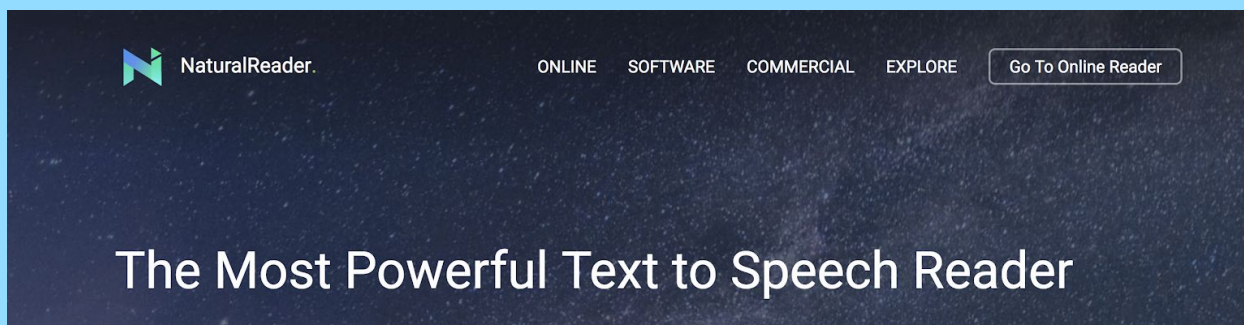 NaturalReader.
ONLINE SOFTWARE COMMERCIAL EXPLORE Go To Online Reader
The Most Powerful Text to Speech Reader